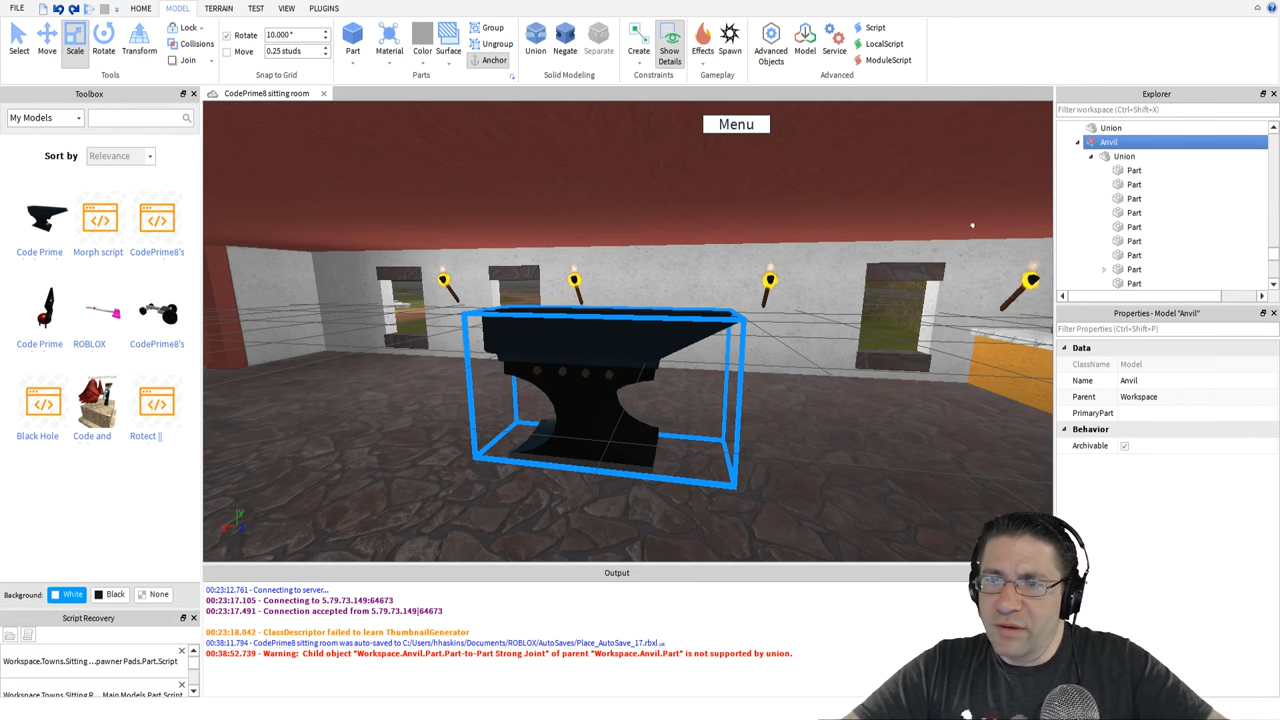 FILE
HOME
MODEL
TERRAIN
TEST
VIEW
PLUGINS
Select
Move
Scale
Rotate
Transform
Lock
Collisions
Join
Tools
Rotate
10.000°
Move
0.25 studs
Snap to Grid
Part
Material
Color
Surface
Group
Ungroup
Anchor
Parts
Union
Negate
Separate
Solid Modeling
Create
Show
Details
Constraints
Effects
Spawn
Gameplay
Advanced
Objects
Model
Service
Script
LocalScript
ModuleScript
Advanced
Toolbox
My Models
Sort by
Relevance
Code Prime
Morph script
CodePrime8's
Code Prime
ROBLOX
CodePrime8's
Black Hole
Code and
Rotect ||
Background:
White
Black
None
Script Recovery
Workspace.Towns.Sitting ...pawner Pads.Part.Script
Workspace.Towns.Sitting R... Main Models.Part.Script
CodePrime8 sitting room
Menu
Output
00:23:12.761 - Connecting to server...
00:23:17.105 - Connecting to 5.79.73.149:64673
00:23:17.491 - Connection accepted from 5.79.73.149|64673
00:23:18.042 - ClassDescriptor failed to learn ThumbnailGenerator
00:38:11.794 - CodePrime8 sitting room was auto-saved to C:/Users/hhaskins/Documents/ROBLOX/AutoSaves/Place_AutoSave_17.rbxl
00:38:52.739 - Warning: Child object "Workspace.Anvil.Part.Part-to-Part Strong Joint" of parent "Workspace.Anvil.Part" is not supported by union.
Explorer
Filter workspace (Ctrl+Shift+X)
Union
Anvil
Union
Part
Part
Part
Part
Part
Part
Part
Part
Part
Properties - Model "Anvil"
Filter Properties (Ctrl+Shift+P)
Data
ClassName
Model
Name
Anvil
Parent
Workspace
PrimaryPart
Behavior
Archivable